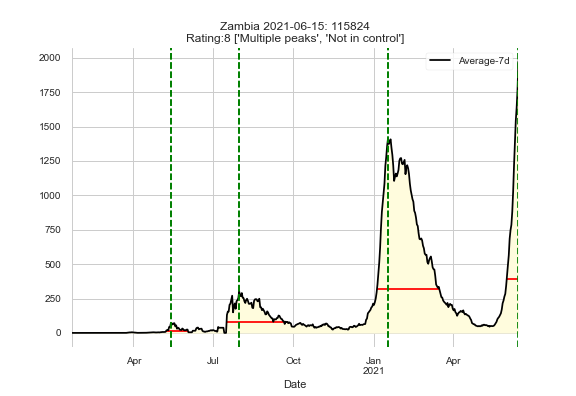 Zambia 2021-06-15: 115824
Rating:8 ['Multiple peaks', 'Not in control']
Average-7d
2000
1750
1500
1250
1000
750
500
250
0
Apr
Jul
Oct
Jan
2021
Apr
Date